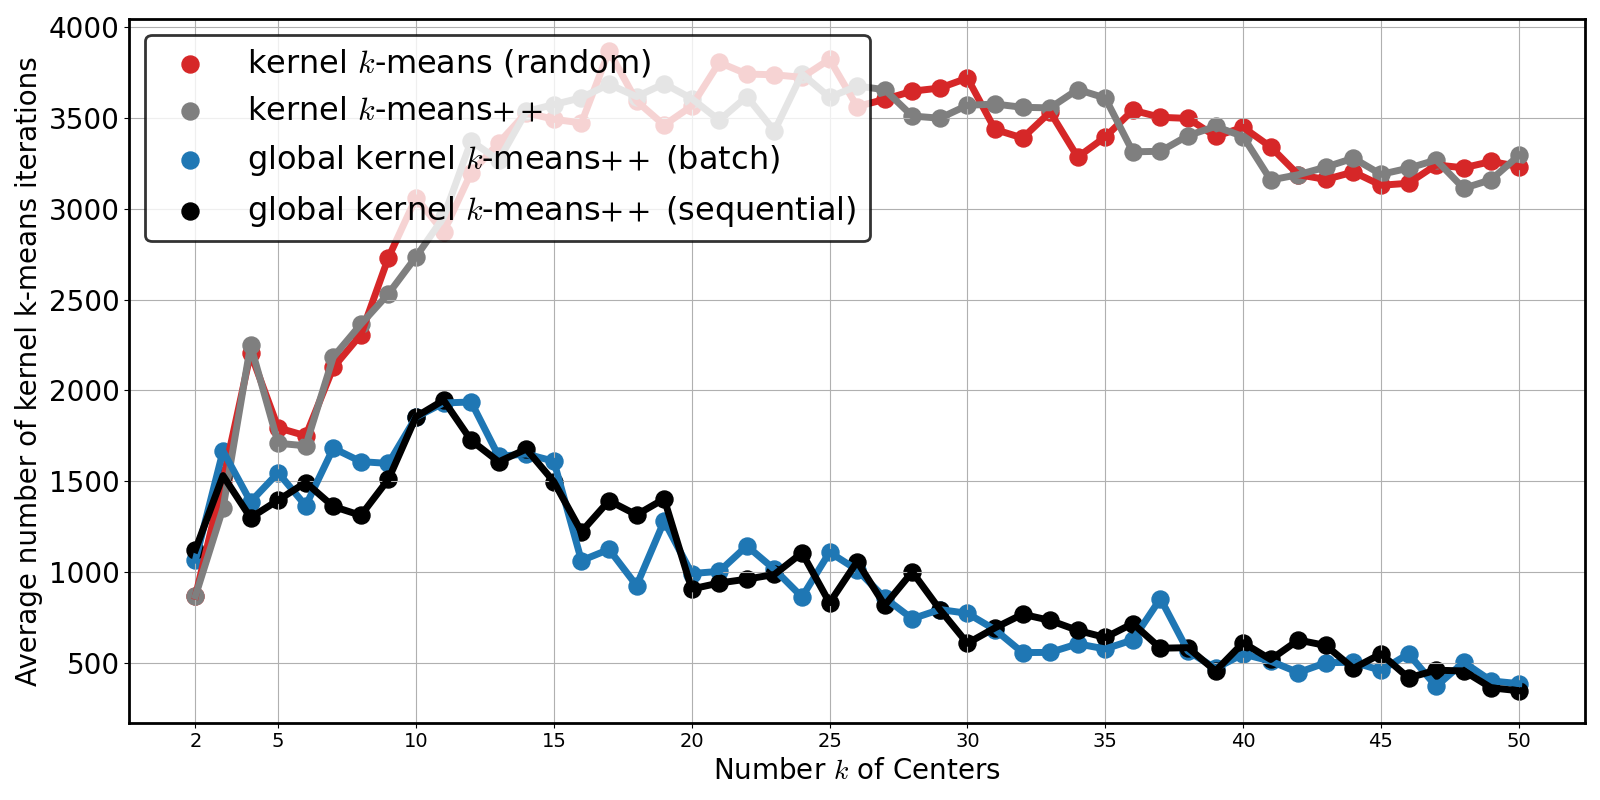 4000
3500
3000
2500
2000
1500
1000
500
Average number of kernel k-means iterations
kernel k-means (random)
kernel k-means++
global kernel k-means++ (batch)
global kernel k-means++ (sequential)
2 5 10 15 20 25 30 35 40 45 50
Number k of Centers